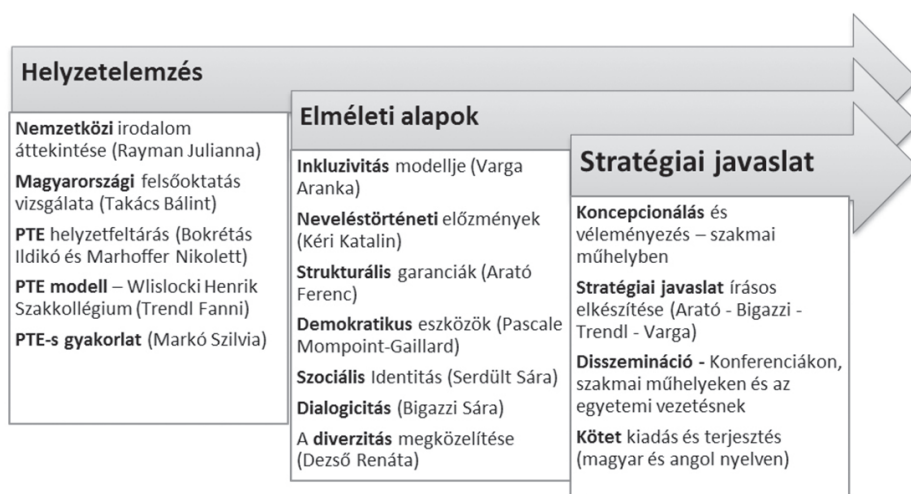 Helyzetelemzés
Nemzetközi irodalom
áttekintése (Rayman Julianna)
Magyarországi felsőoktatás
vizsgálata (Takács Bálint)
PTE helyzetfeltárás (Bokrétás
Ildikó és Marhoffer Nikolett)
PTE modell – Wlislocki Henrik
Szakkollégium (Trendl Fanni)
PTE-s gyakorlat (Markó Szilvia)
Elméleti alapok
Inkluzivitás modellje (Varga
Aranka)
Neveléstörténeti előzmények
(Kéri Katalin)
Strukturális garanciák (Arató
Ferenc)
Demokratikus eszközök (Pascale
Mompoint-Gaillard)
Szociális Identitás (Serdült Sára)
Dialogicitás (Bigazzi Sára)
A diverzitás megközelítése
(Dezső Renáta)
Stratégiai javaslat
Koncepcionálás és
véleményezés – szakmai
műhelyben
Stratégiai javaslat írásos
elkészítése (Arató - Bigazzi -
Trendl - Varga)
Disszemináció - Konferenciákon,
szakmai műhelyeken és az
egyetemi vezetésnek
Kötet kiadás és terjesztés
(magyar és angol nyelven)